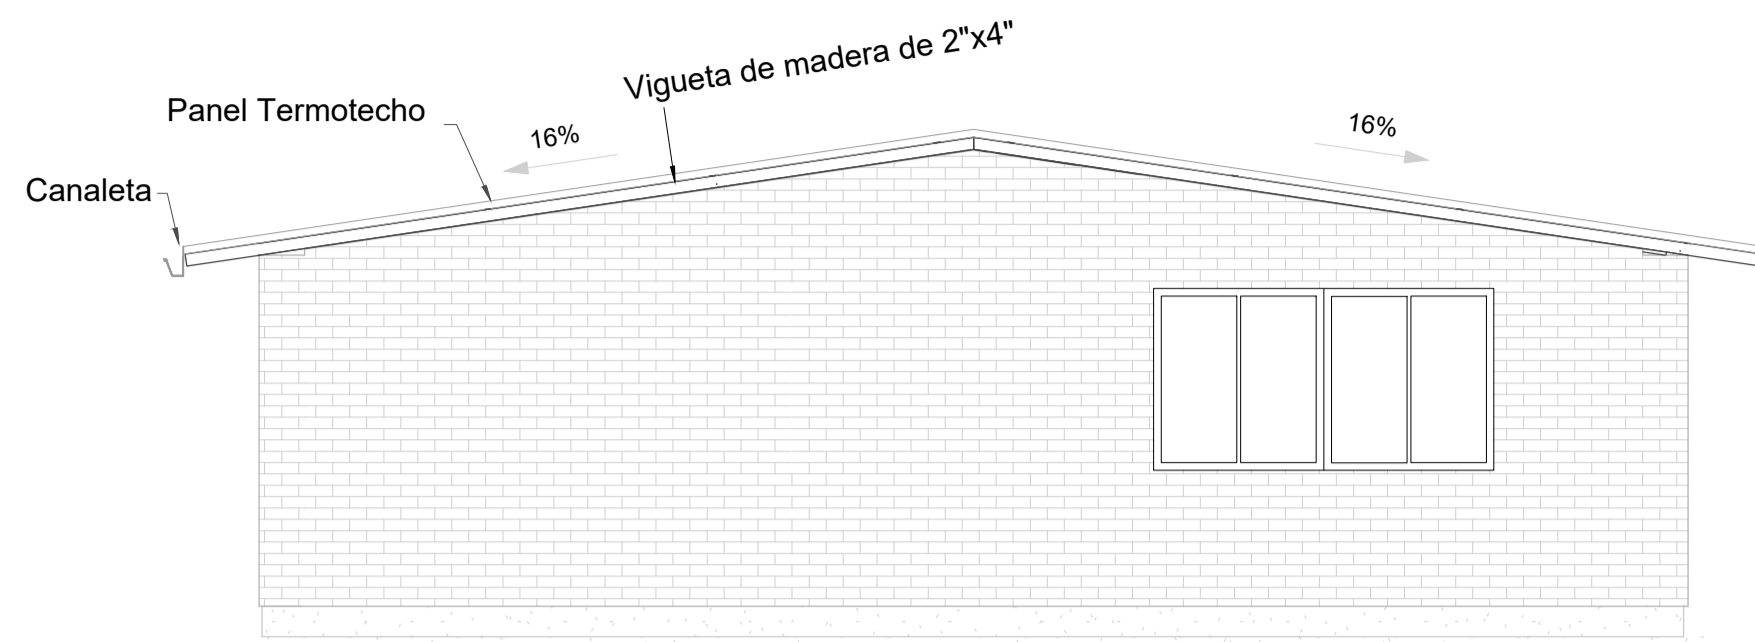 Vigueta de madera de 2"x4"
Panel Termotecho
16%
16%
Canaleta